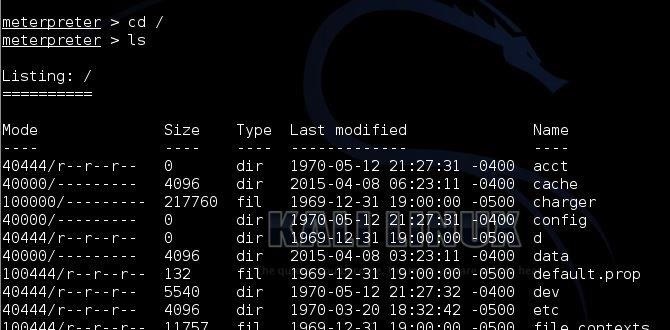 meterpreter > cd /
meterpreter > ls
Listing: /
==========
Mode Size Type Last modified Name
---- ---- ---- ------------- ----
40444/r--r--r-- 0 dir 1970-05-12 21:27:31 -0400 acct
40000/--------- 4096 dir 2015-04-08 06:23:11 -0400 cache
100000/--------- 217760 fil 1969-12-31 19:00:00 -0500 charger
40000/--------- 0 dir 1970-05-12 21:27:31 -0400 config
40444/r--r--r-- 0 dir 1969-12-31 19:00:00 -0500 d
KALI LINUX
40000/--------- 4096 dir 2015-04-08 03:23:11 -0400 data
100444/r--r--r-- 132 fil 1969-12-31 19:00:00 -0500 default.prop
40444/r--r--r-- 5540 dir 1970-05-12 21:27:32 -0400 dev
40444/r--r--r-- 4096 dir 1970-03-20 18:32:42 -0500 etc
100444/r--r--r-- 11757 fil 1969-12-31 19:00:00 -0500 file_contexts